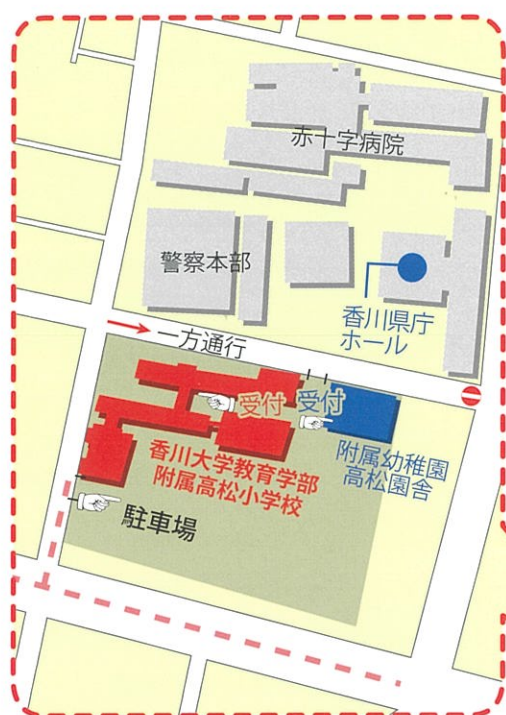 赤十字病院
警察本部
香川県庁
ホール
一方通行
受付
受付
附属幼稚園
高松園舎
香川大学教育学部
附属高松小学校
駐車場